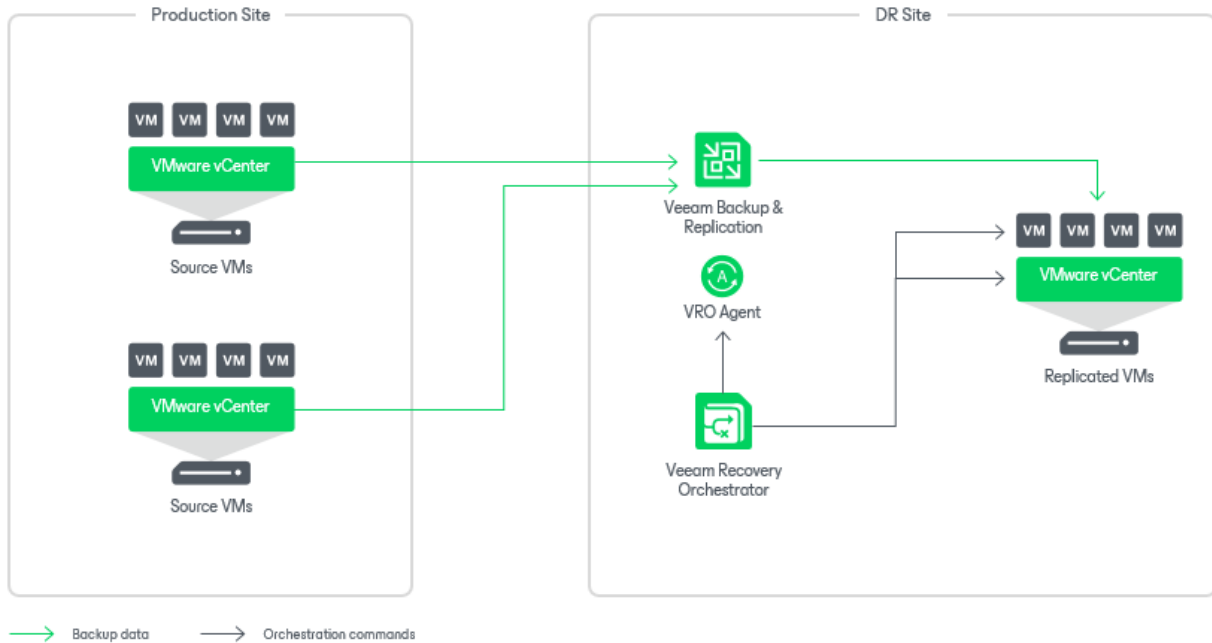 Production Site
DR Site
VM VM VM VM
VMware vCenter
Source VMs
VM VM VM VM
VMware vCenter
Source VMs
Veeam Backup &
Replication
A
VRO Agent
Veeam Recovery
Orchestrator
VM VM VM VM
VMware vCenter
Replicated VMs
Backup data
Orchestration commands